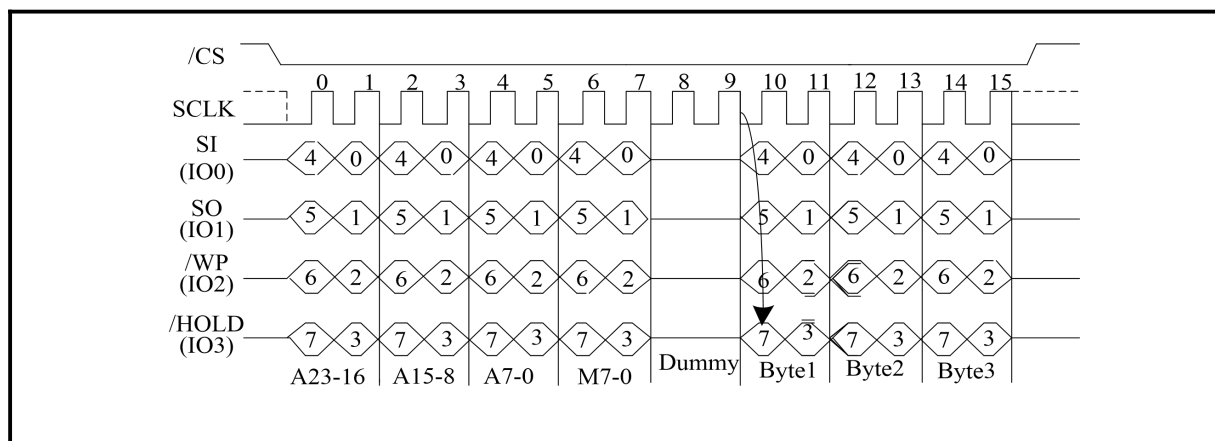 /CS
0 1 2 3 4 5 6 7 8 9 10 11 12 13 14 15
SCLK
SI
(IO0)
4 0 4 0 4 0 4 0 4 0 4 0 4 0
SO
(IO1)
5 1 5 1 5 1 5 1 5 1 5 1 5 1
/WP
(IO2)
6 2 6 2 6 2 6 2 6 2 6 2 6 2
/HOLD
(IO3)
7 3 7 3 7 3 7 3 7 3 7 3 7 3
A23-16 A15-8 A7-0 M7-0 Dummy Byte1 Byte2 Byte3